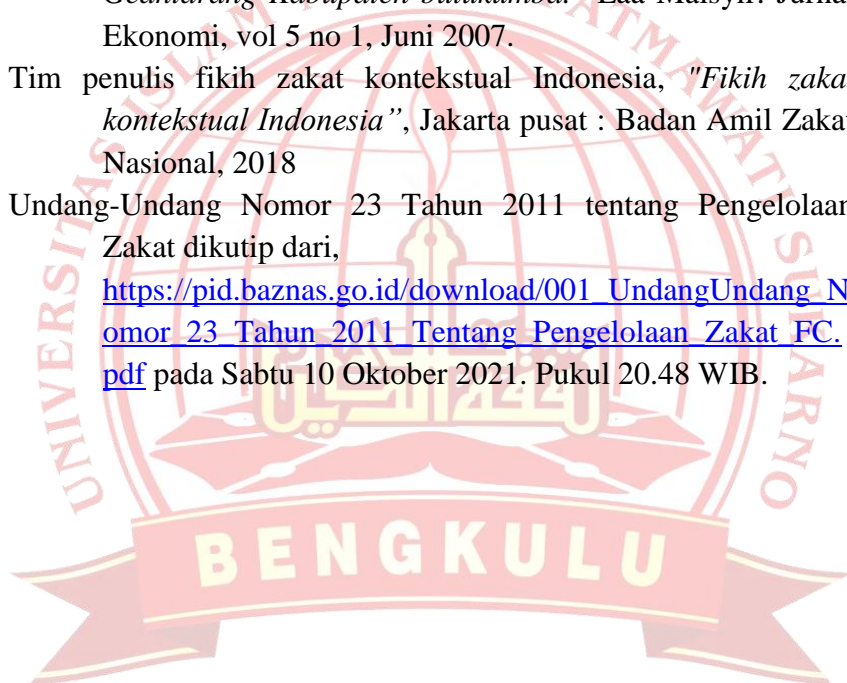 Ekonomi, vol 5 no 1, Juni 2007.
Tim penulis fikih zakat kontekstual Indonesia, "Fikih zaka
kontekstual Indonesia”, Jakarta pusat : Badan Amil Zaka
Nasional, 2018
Undang-Undang Nomor 23 Tahun 2011 tentang Pengelolaan
Zakat dikutip dari,
https://pid.baznas.go.id/download/001_UndangUndang_N
omor_23_Tahun_2011_Tentang_Pengelolaan_Zakat_FC.
pdf pada Sabtu 10 Oktober 2021. Pukul 20.48 WIB.
BENGKULU